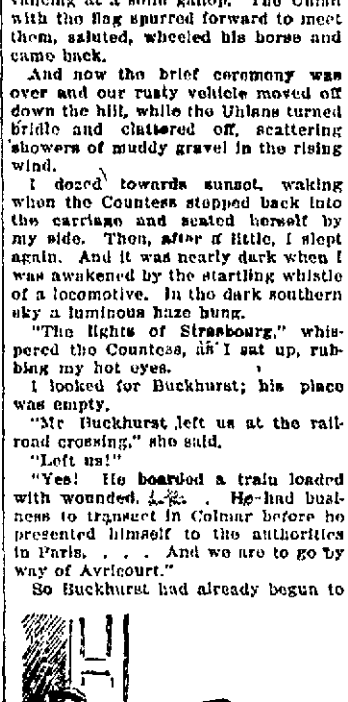 vancing at a solid gallop. The Uhlan
with the flag spurred forward to meet
them, saluted, wheeled his horse and
came back.
And now the brief ceremony was
over and our rusty vehicle moved off
down the hill, while the Uhlans turned
bridle and clattered off, scattering
showers of muddy gravel in the rising
wind.
I dozed towards sunset, waking
when the Countess stepped back into
the carriage and seated herself by
my side. Then, after a little, I slept
again. And it was nearly dark when I
was awakened by the startling whistle
of a locomotive. In the dark southern
sky a luminous haze hung.
"The lights of Strasbourg," whis-
pered the Countess, as I sat up, rub-
bing my hot eyes.
I looked for Buckhurst; his place
was empty.
"Mr Buckhurst left us at the rail-
road crossing," she said.
"Left us!"
"Yes! He boarded a train loaded
with wounded. . He had busi-
ness to transact in Colmar before he
presented himself to the authorities
in Paris. . . . And we are to go by
way of Avricourt."
So Buckhurst had already begun to